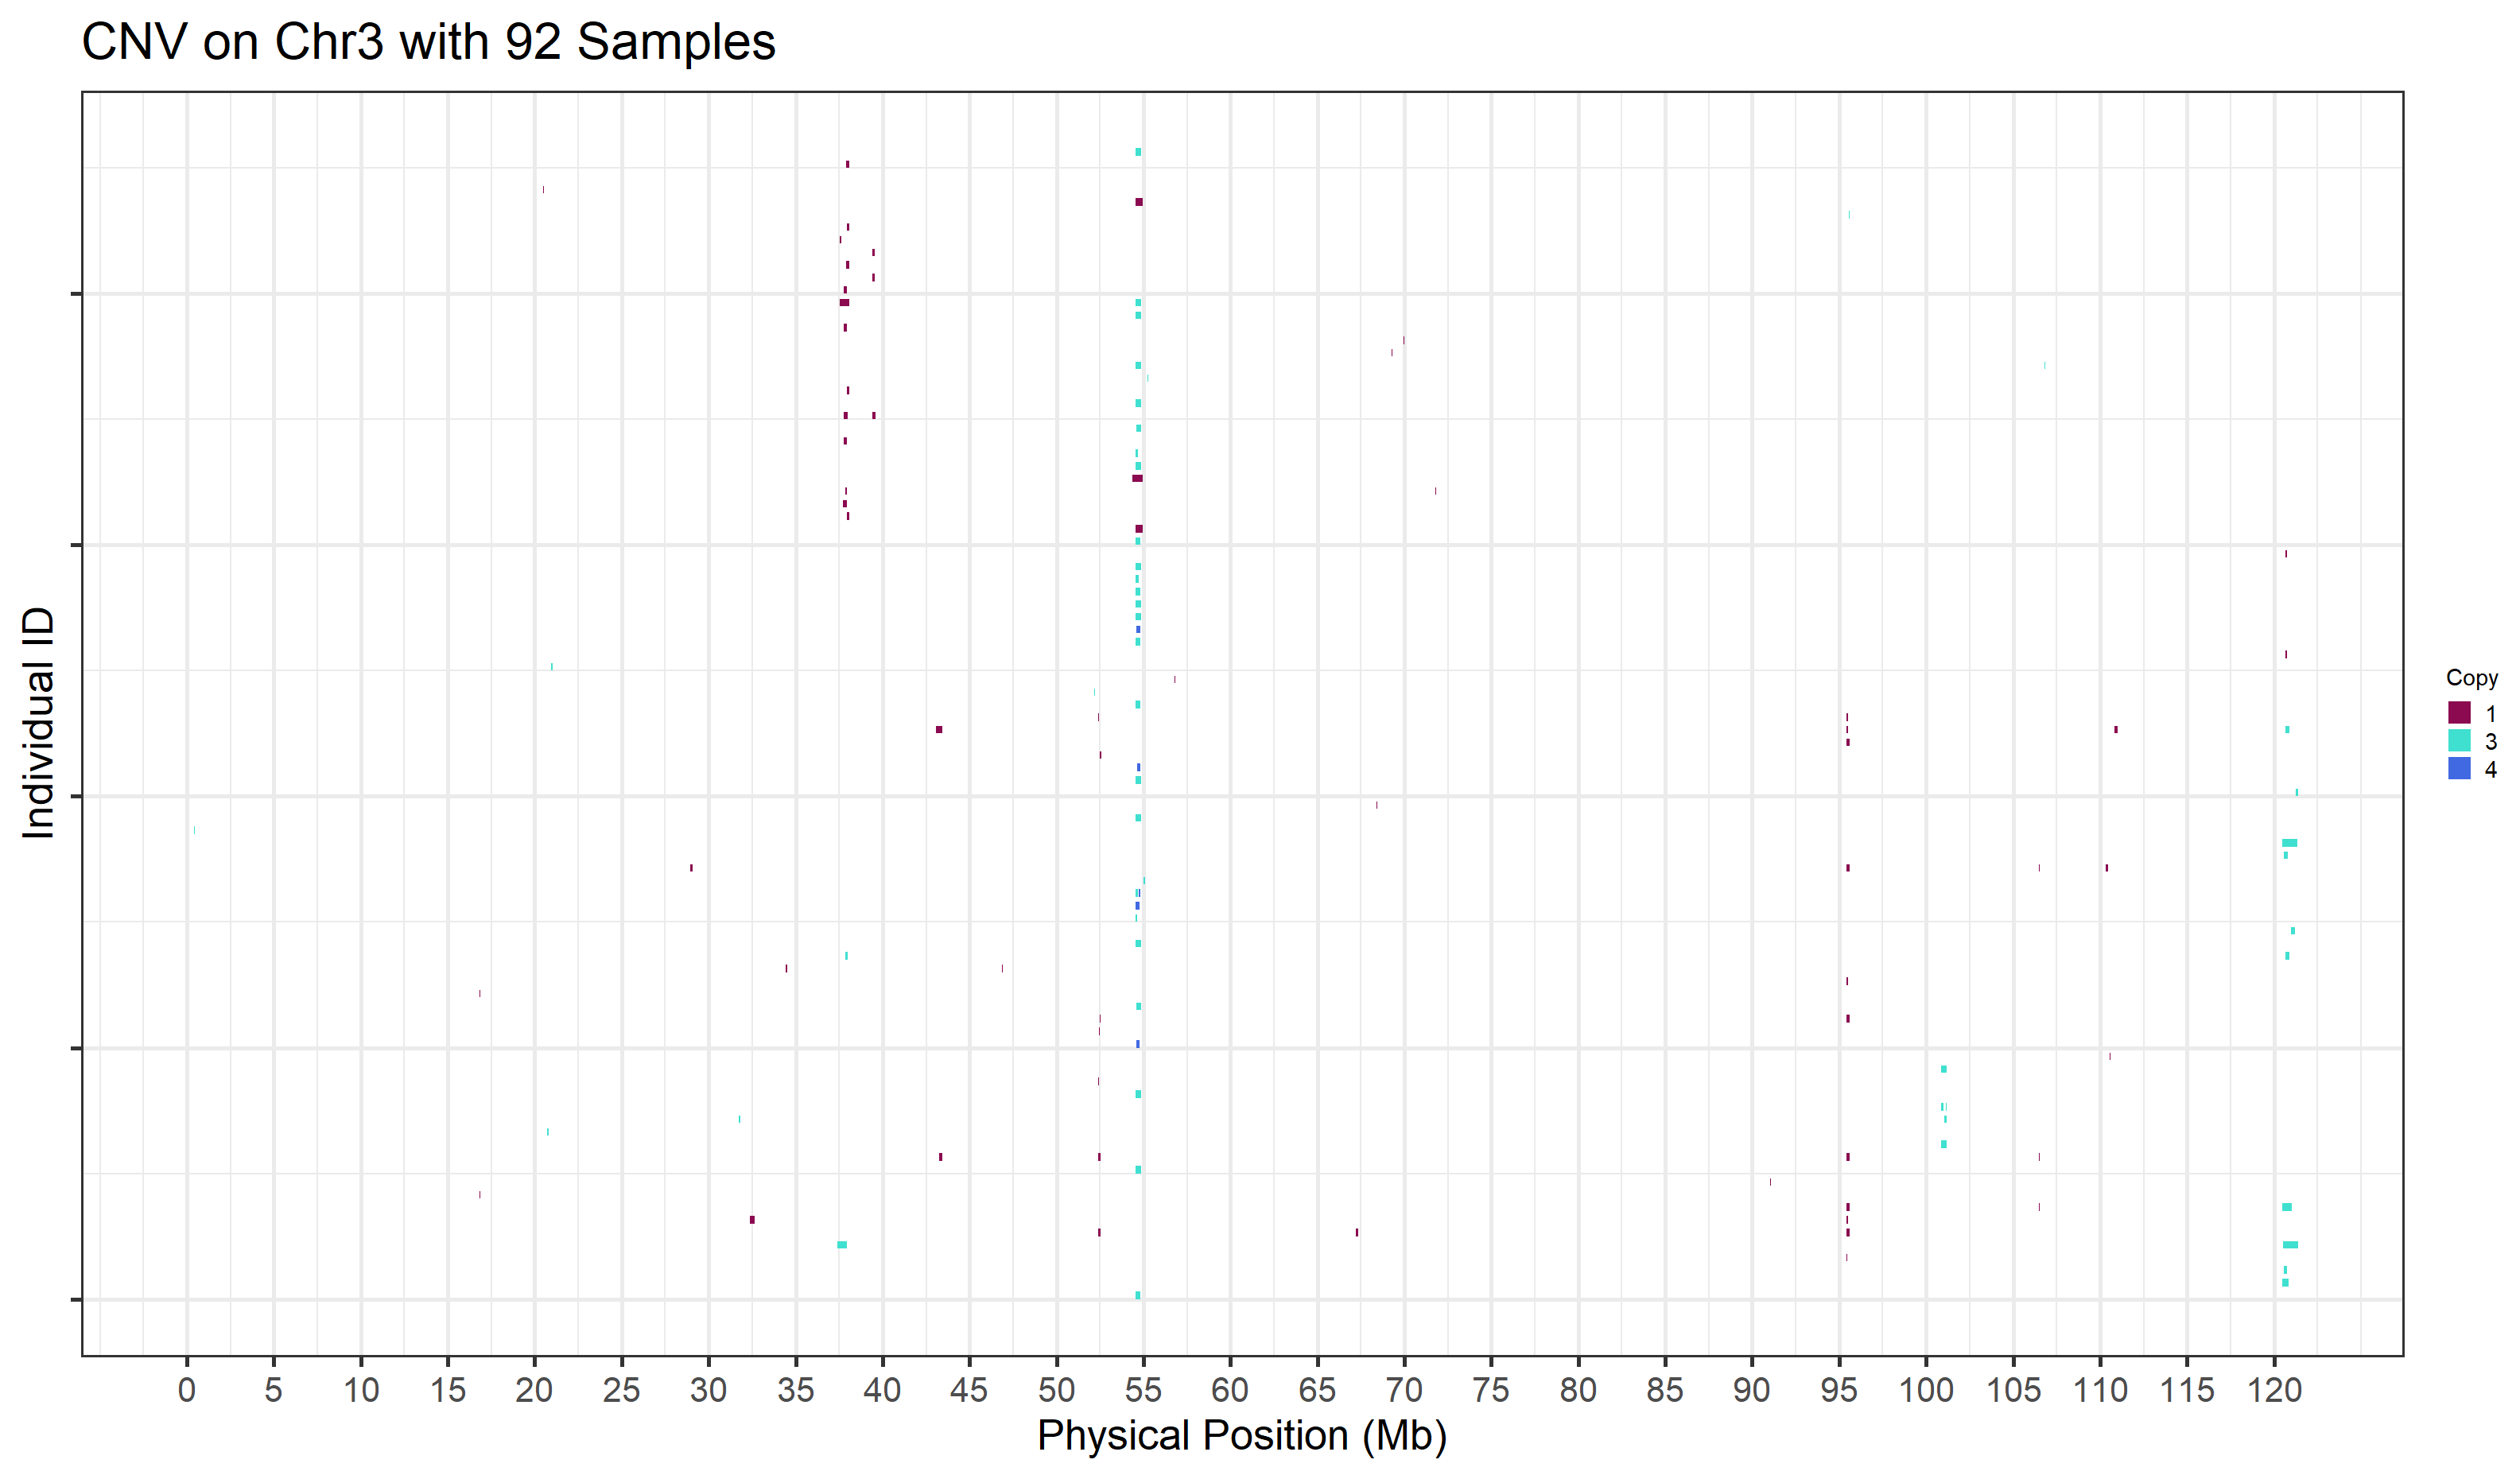 CNV on Chr3 with 92 Samples
Individual ID
Copy
1
3
4
0 5 10 15 20 25 30 35 40 45 50 55 60 65 70 75 80 85 90 95 100 105 110 115 120
Physical Position (Mb)